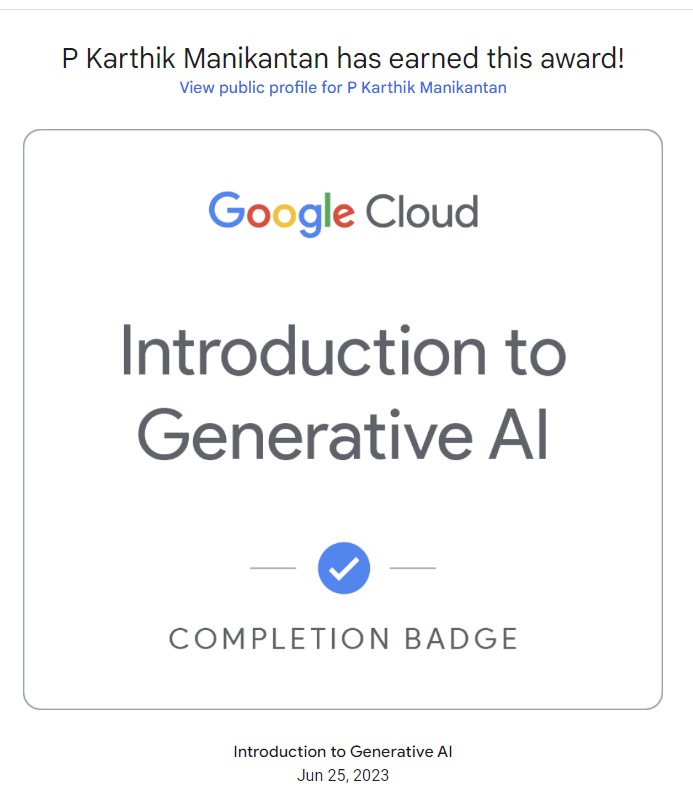 P Karthik Manikantan has earned this award!
View public profile for P Karthik Manikantan
Google Cloud
Introduction to
Generative AI
COMPLETION BADGE
Introduction to Generative AI
Jun 25, 2023